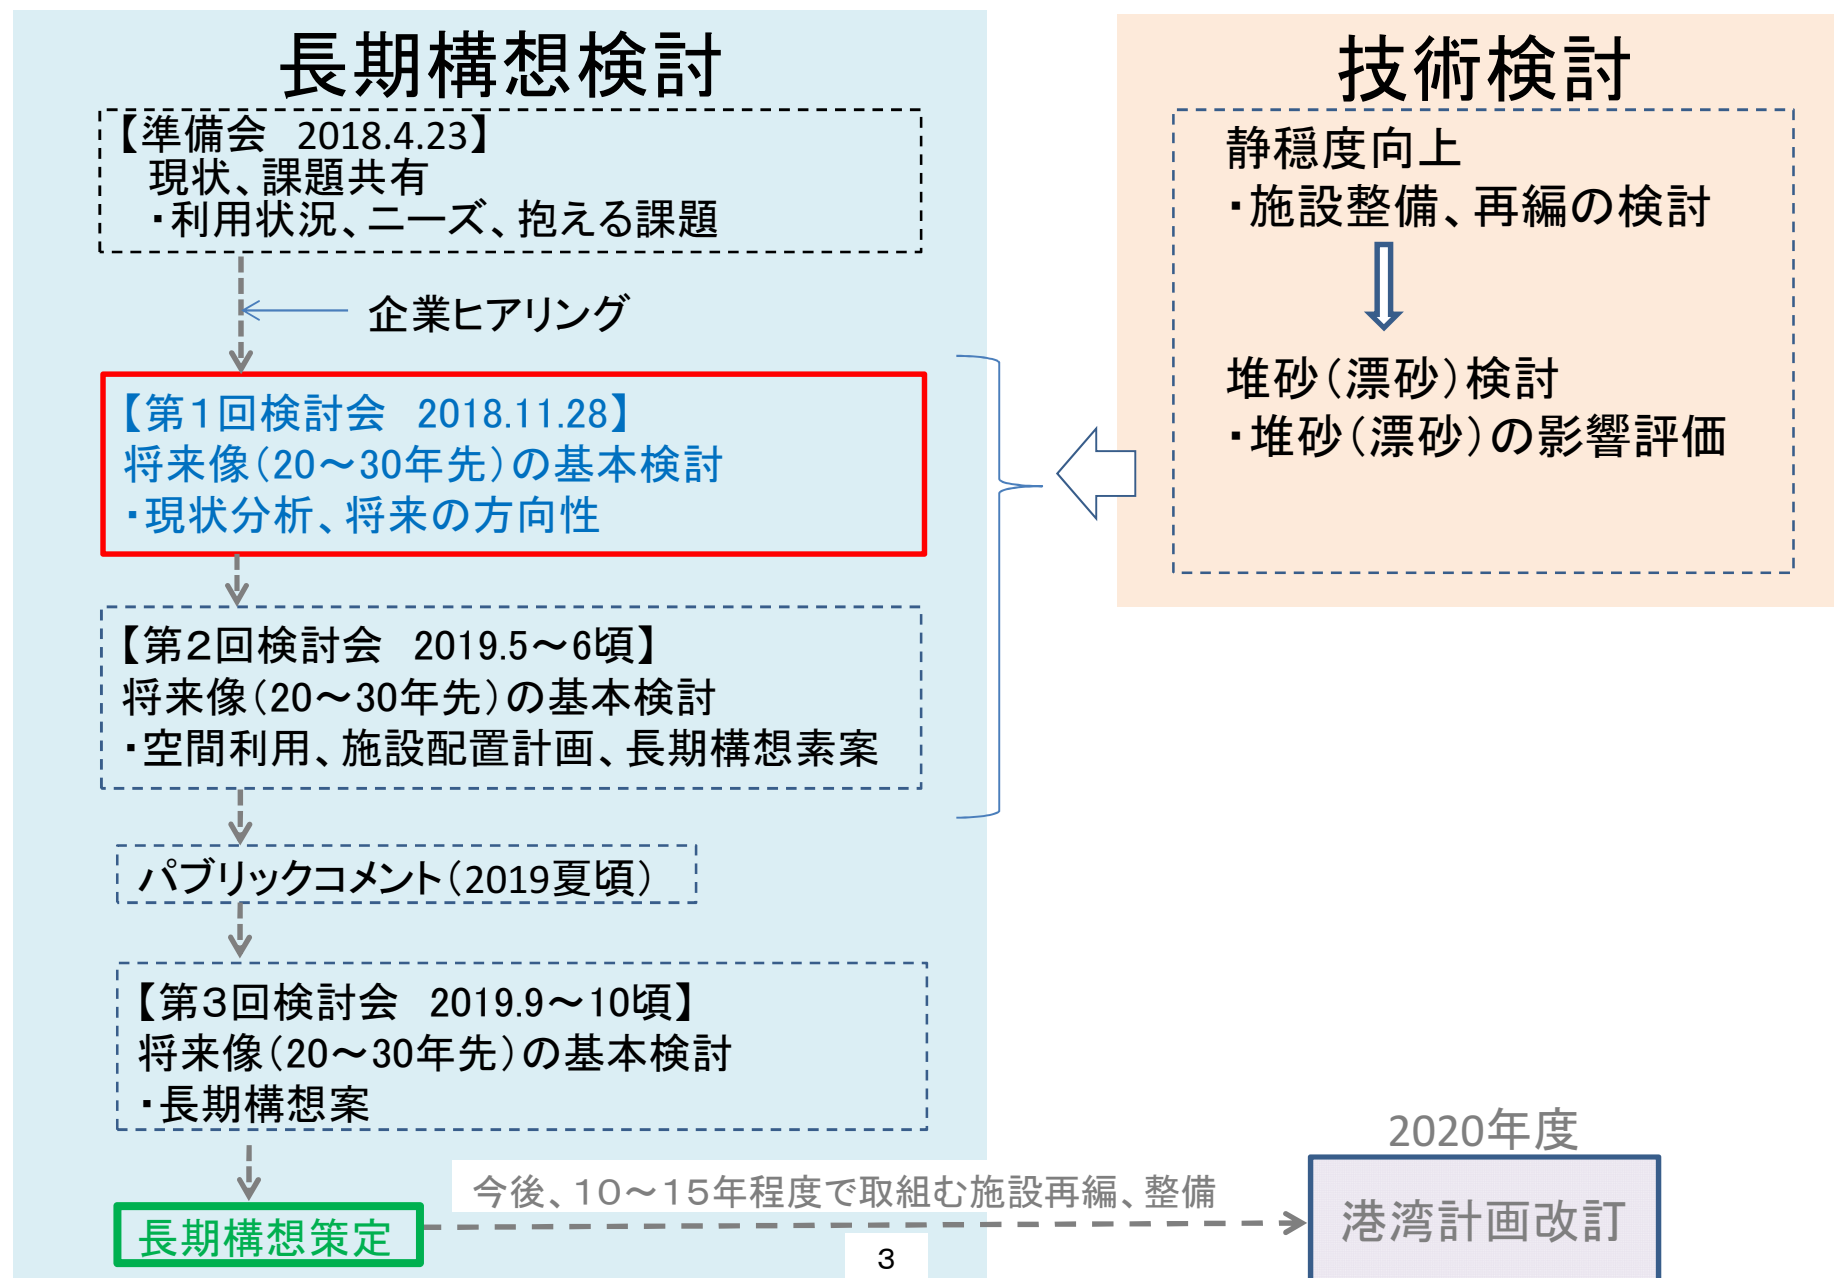 長期構想検討
【準備会　2018.4.23】
現状、課題共有
・利用状況、ニーズ、抱える課題
企業ヒアリング
【第１回検討会　2018.11.28】
将来像（20～30年先）の基本検討
・現状分析、将来の方向性
【第２回検討会　2019.5～6頃】
将来像（20～30年先）の基本検討
・空間利用、施設配置計画、長期構想素案
パブリックコメント（2019夏頃）
【第３回検討会　2019.9～10頃】
将来像（20～30年先）の基本検討
・長期構想案
長期構想策定
今後、１０～１５年程度で取組む施設再編、整備
技術検討
静穏度向上
・施設整備、再編の検討
堆砂（漂砂）検討
・堆砂（漂砂）の影響評価
2020年度
港湾計画改訂
3